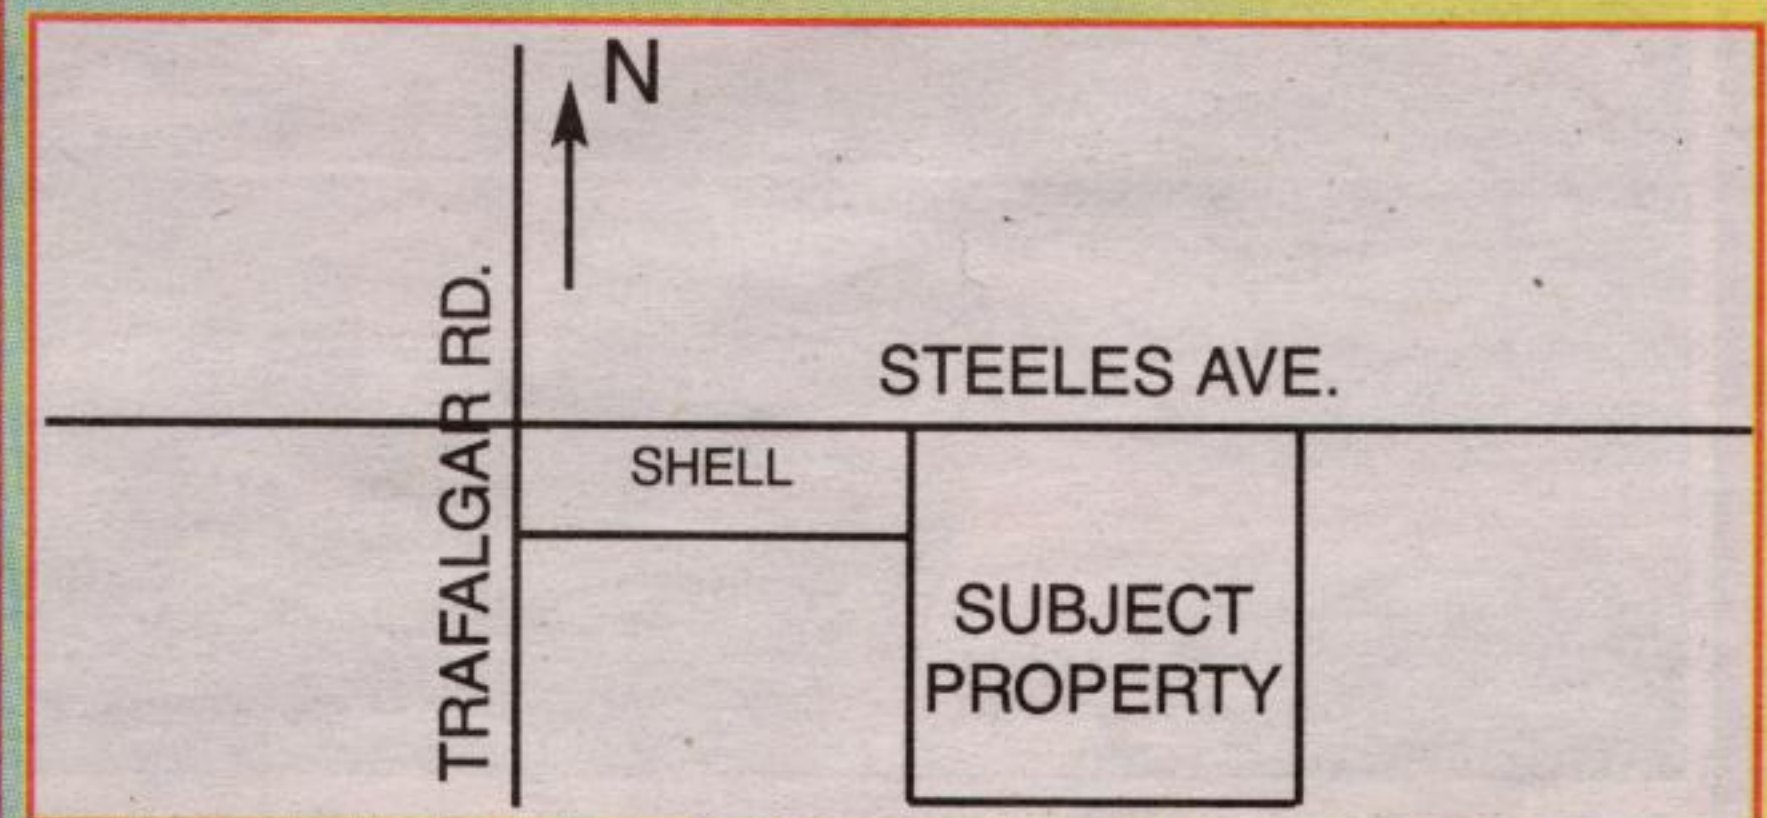 N
TRAFALGAR RD.
STEELES AVE.
SHELL
SUBJECT
PROPERTY